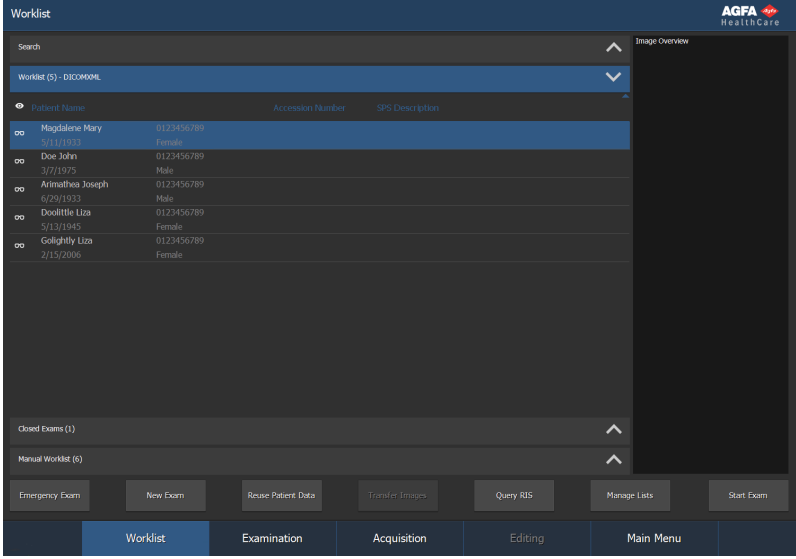 Worklist
AGFA Agfa
HealthCare
Search
Image Overview
Worklist (5) - DICOMXML
Patient Name Accession Number SPS Description
Magdalene Mary 0123456789
5/11/1933 Female
Doe John 0123456789
3/7/1975 Male
Arimathea Joseph 0123456789
6/29/1933 Male
Doolittle Liza 0123456789
5/13/1945 Female
Golightly Liza 0123456789
2/15/2006 Female
Closed Exams (1)
Manual Worklist (6)
Emergency Exam New Exam Reuse Patient Data Transfer Images Query RIS Manage Lists Start Exam
Worklist Examination Acquisition Editing Main Menu